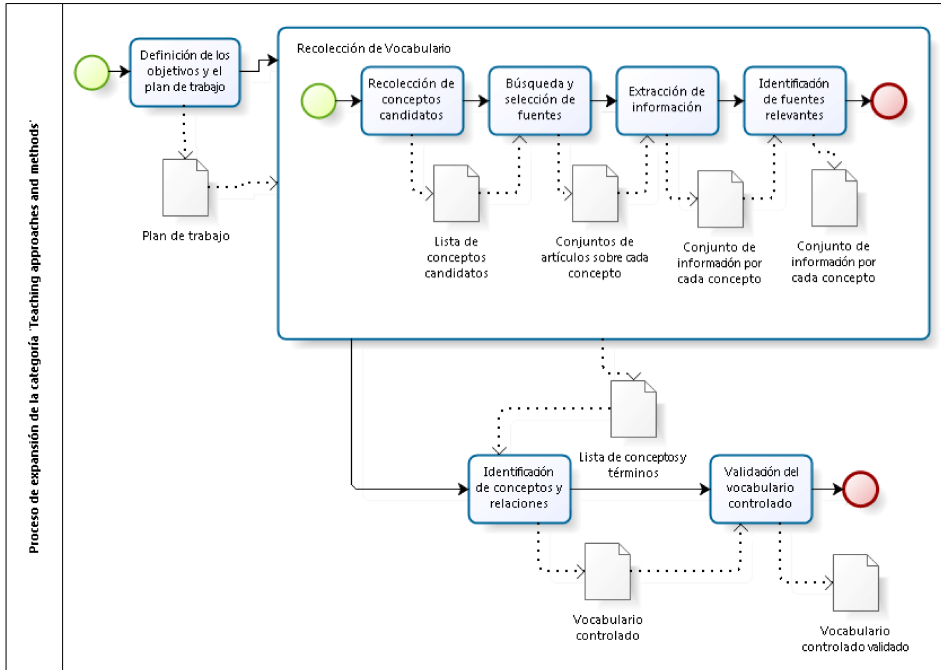 Proceso de expansión de la categoría 'Teaching approaches and methods'
Definición de los
objetivos y el
plan de trabajo
Plan de trabajo
Recolección de Vocabulario
Recolección de
conceptos
candidatos
Búsqueda y
selección de
fuentes
Extracción de
información
Identificación
de fuentes
relevantes
Lista de
conceptos
candidatos
Conjuntos de
artículos sobre cada
concepto
Conjunto de
información por
cada concepto
Conjunto de
información por
cada concepto
Lista de conceptos y
términos
Identificación
de conceptos y
relaciones
Validación del
vocabulario
controlado
Vocabulario
controlado
Vocabulario
controlado validado